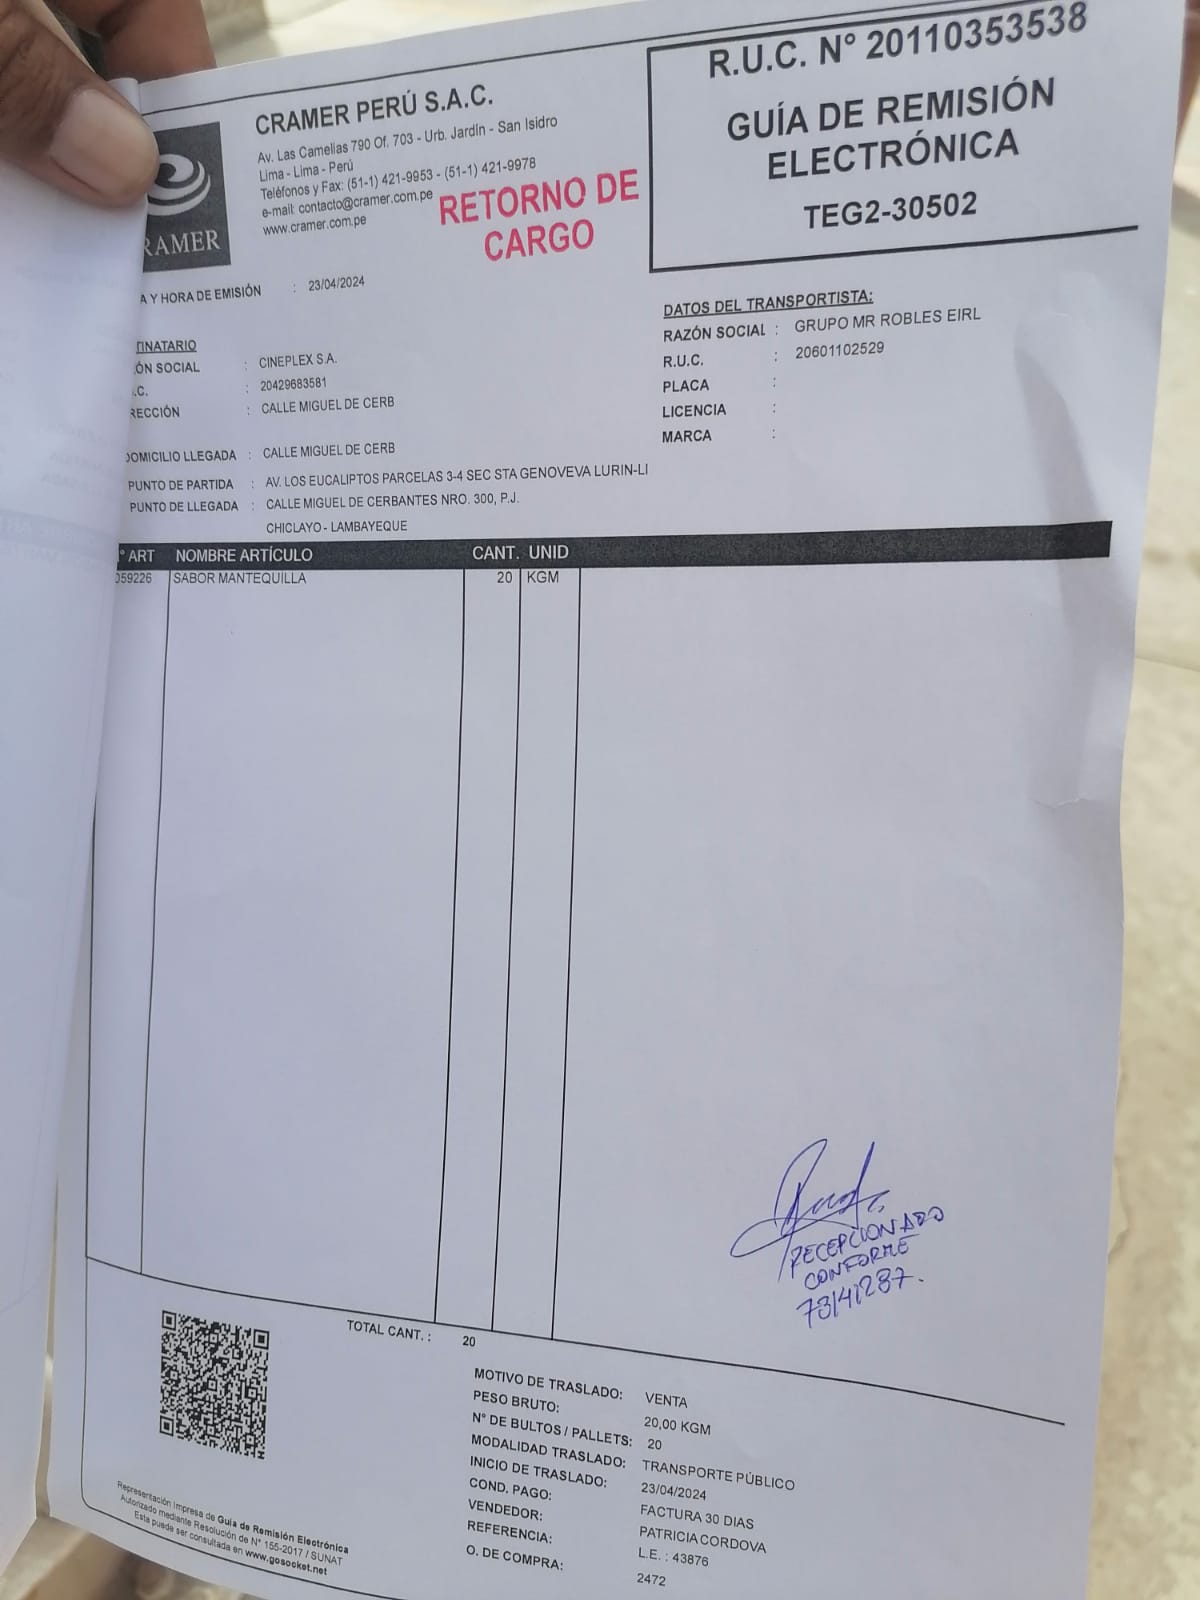 R.U.C. N° 20110353538
GUÍA DE REMISIÓN
ELECTRÓNICA
TEG2-30502
RAMER
CRAMER PERÚ S.A.C.
Av. Las Camelias 790 Of. 703 - Urb. Jardín - San Isidro
Lima - Lima - Perú
Teléfonos y Fax: (51-1) 421-9953 - (51-1) 421-9978
e-mail: contacto@cramer.com.pe
www.cramer.com.pe
RETORNO DE
CARGO
A Y HORA DE EMISIÓN : 23/04/2024
TINATARIO
ÓN SOCIAL : CINEPLEX S.A.
.C. : 20429683581
RECCIÓN : CALLE MIGUEL DE CERB
DOMICILIO LLEGADA : CALLE MIGUEL DE CERB
PUNTO DE PARTIDA : AV. LOS EUCALIPTOS PARCELAS 3-4 SEC STA GENOVEVA LURIN-LI
PUNTO DE LLEGADA : CALLE MIGUEL DE CERBANTES NRO. 300, P.J.
CHICLAYO - LAMBAYEQUE
DATOS DEL TRANSPORTISTA:
RAZÓN SOCIAL : GRUPO MR ROBLES EIRL
R.U.C. : 20601102529
PLACA :
LICENCIA :
MARCA :
° ART NOMBRE ARTÍCULO CANT. UNID
059226 SABOR MANTEQUILLA 20 KGM
RECEPCIONADO
CONFORME
73141287.
TOTAL CANT. : 20
MOTIVO DE TRASLADO: VENTA
PESO BRUTO: 20,00 KGM
N° DE BULTOS / PALLETS: 20
MODALIDAD TRASLADO: TRANSPORTE PÚBLICO
INICIO DE TRASLADO: 23/04/2024
COND. PAGO: FACTURA 30 DIAS
VENDEDOR: PATRICIA CORDOVA
REFERENCIA: L.E. : 43876
O. DE COMPRA: 2472
Representación Impresa de Guía de Remisión Electrónica
Autorizado mediante Resolución de N° 155-2017 / SUNAT
Esta puede ser consultada en www.gosocket.net